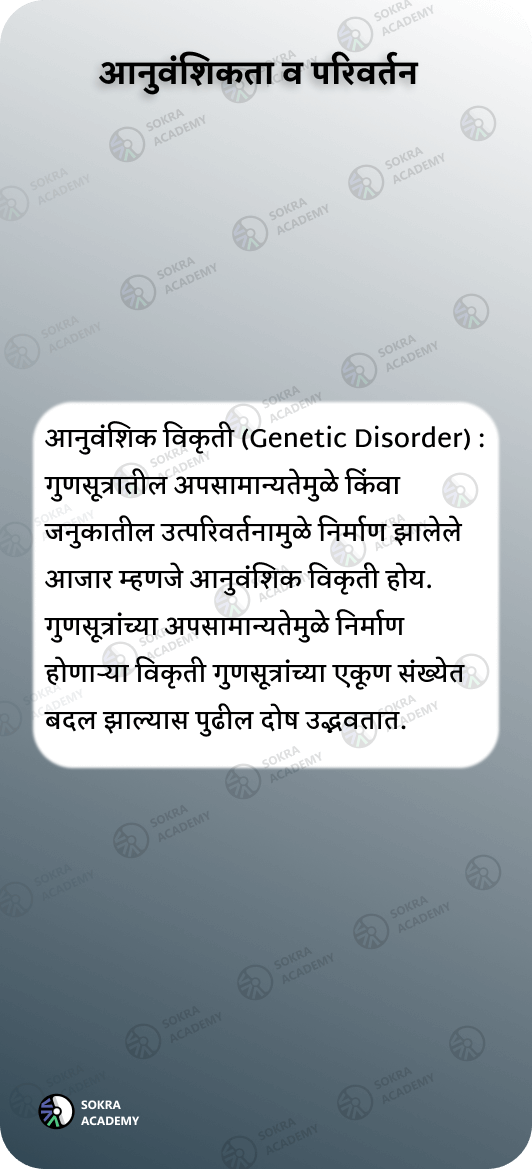 आनुवंशिकता व परिवर्तन
आनुवंशिक विकृती (Genetic Disorder) :
गुणसूत्रातील अपसामान्यतेमुळे किंवा
जनुकातील उत्परिवर्तनामुळे निर्माण झालेले
आजार म्हणजे आनुवंशिक विकृती होय.
गुणसूत्रांच्या अपसामान्यतेमुळे निर्माण
होणाऱ्या विकृती गुणसूत्रांच्या एकूण संख्येत
बदल झाल्यास पुढील दोष उद्भवतात.
SOKRA
ACADEMY